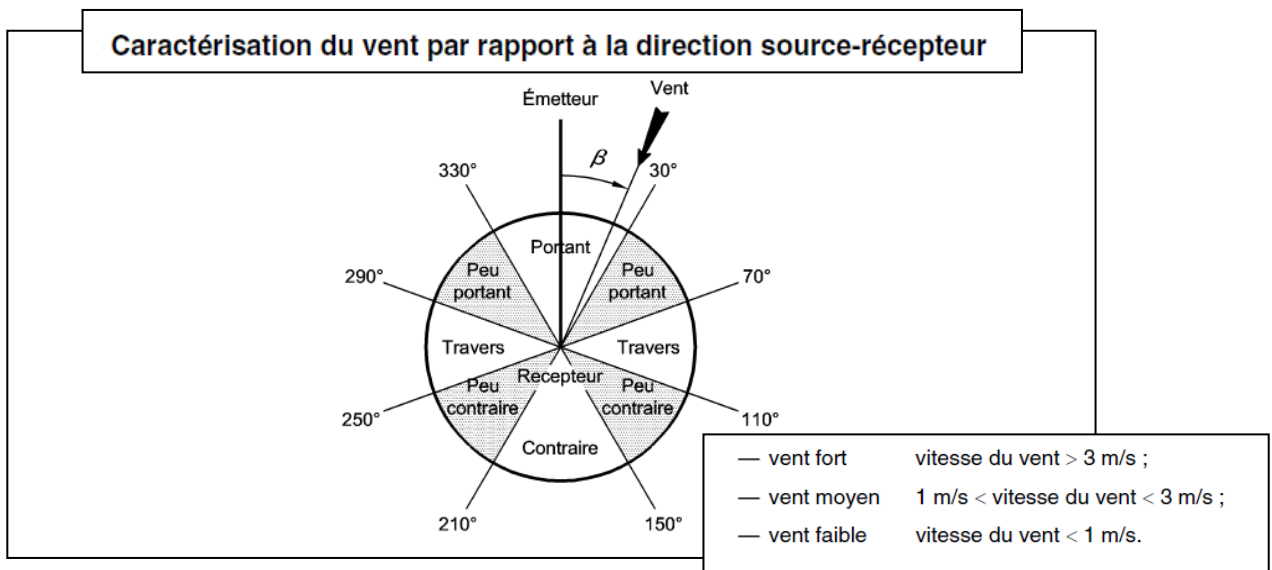 Caractérisation du vent par rapport à la direction source-récepteur
Émetteur
Vent
β
330°
30°
Portant
Peu
portant
Peu
portant
290°
70°
Travers
Travers
Recepteur
Peu
contraire
Peu
contraire
250°
110°
Contraire
210°
150°
— vent fort vitesse du vent > 3 m/s ;
— vent moyen 1 m/s < vitesse du vent < 3 m/s ;
— vent faible vitesse du vent < 1 m/s.